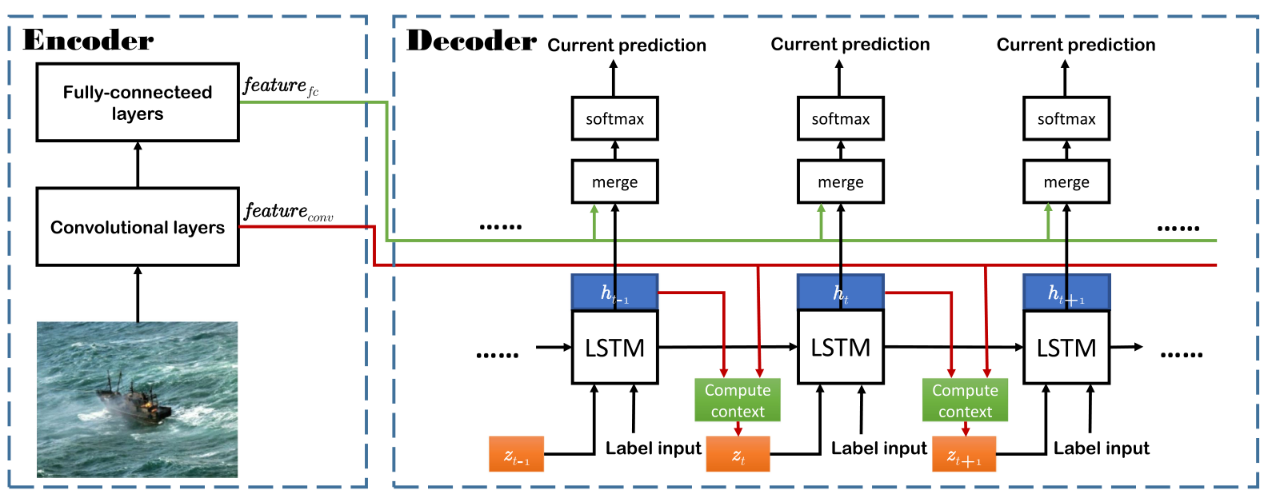 Encoder
Fully-connecteed
layers
feature_fc
Convolutional layers
feature_conv
Decoder
Current prediction Current prediction Current prediction
softmax softmax softmax
merge merge merge
...... ......
h_t-1 h_t h_t+1
...... LSTM LSTM LSTM ......
Compute
context
Compute
context
z_t-1 Label input z_t Label input z_t+1 Label input